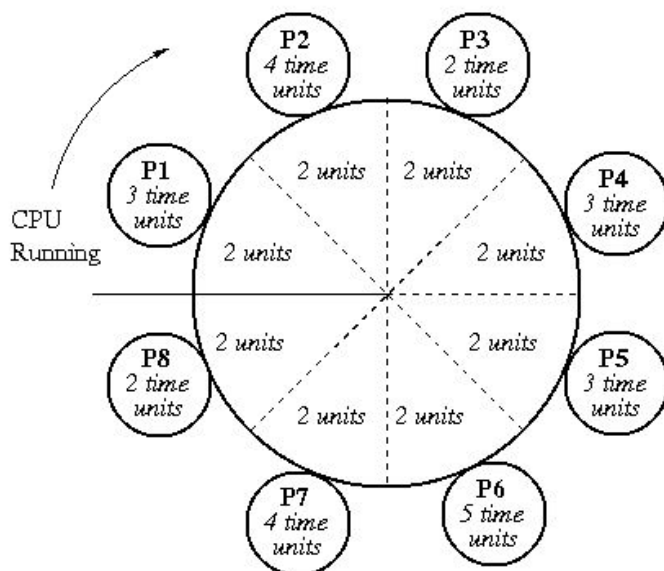 P2
4 time
units
P3
2 time
units
P1
3 time
units
2 units
2 units
P4
3 time
units
CPU
Running
2 units
2 units
P8
2 time
units
2 units
2 units
P5
3 time
units
2 units
2 units
P7
4 time
units
P6
5 time
units